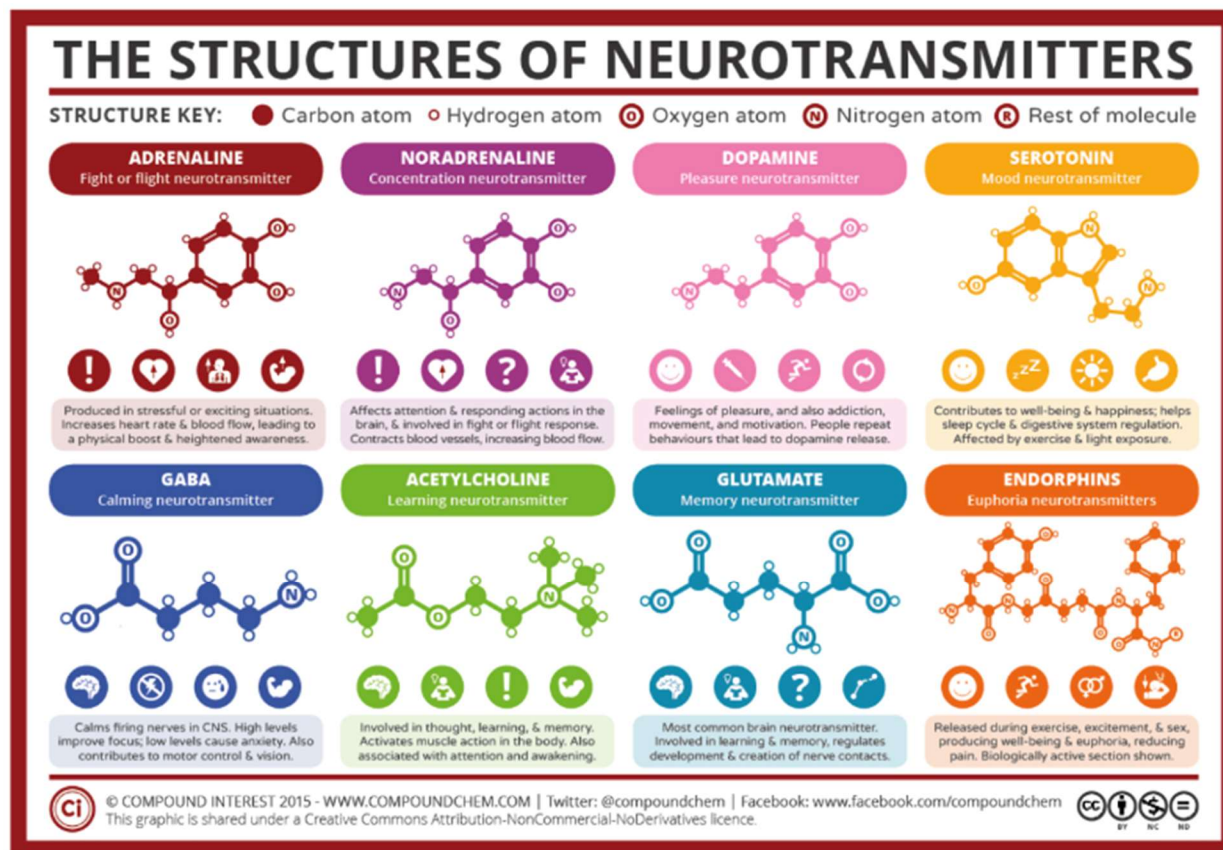 THE STRUCTURES OF NEUROTRANSMITTERS
STRUCTURE KEY: Carbon atom Hydrogen atom O Oxygen atom N Nitrogen atom R Rest of molecule
ADRENALINE
Fight or flight neurotransmitter
Produced in stressful or exciting situations.
Increases heart rate & blood flow, leading to
a physical boost & heightened awareness.
NORADRENALINE
Concentration neurotransmitter
Affects attention & responding actions in the
brain, & involved in fight or flight response.
Contracts blood vessels, increasing blood flow.
DOPAMINE
Pleasure neurotransmitter
Feelings of pleasure, and also addiction,
movement, and motivation. People repeat
behaviours that lead to dopamine release.
SEROTONIN
Mood neurotransmitter
Contributes to well-being & happiness; helps
sleep cycle & digestive system regulation.
Affected by exercise & light exposure.
GABA
Calming neurotransmitter
Calms firing nerves in CNS. High levels
improve focus; low levels cause anxiety. Also
contributes to motor control & vision.
ACETYLCHOLINE
Learning neurotransmitter
Involved in thought, learning, & memory.
Activates muscle action in the body. Also
associated with attention and awakening.
GLUTAMATE
Memory neurotransmitter
Most common brain neurotransmitter.
Involved in learning & memory, regulates
development & creation of nerve contacts.
ENDORPHINS
Euphoria neurotransmitters
Released during exercise, excitement, & sex,
producing well-being & euphoria, reducing
pain. Biologically active section shown.
Ci
© COMPOUND INTEREST 2015 - WWW.COMPOUNDCHEM.COM | Twitter: @compoundchem | Facebook: www.facebook.com/compoundchem
This graphic is shared under a Creative Commons Attribution-NonCommercial-NoDerivatives licence.
CC BY NC ND